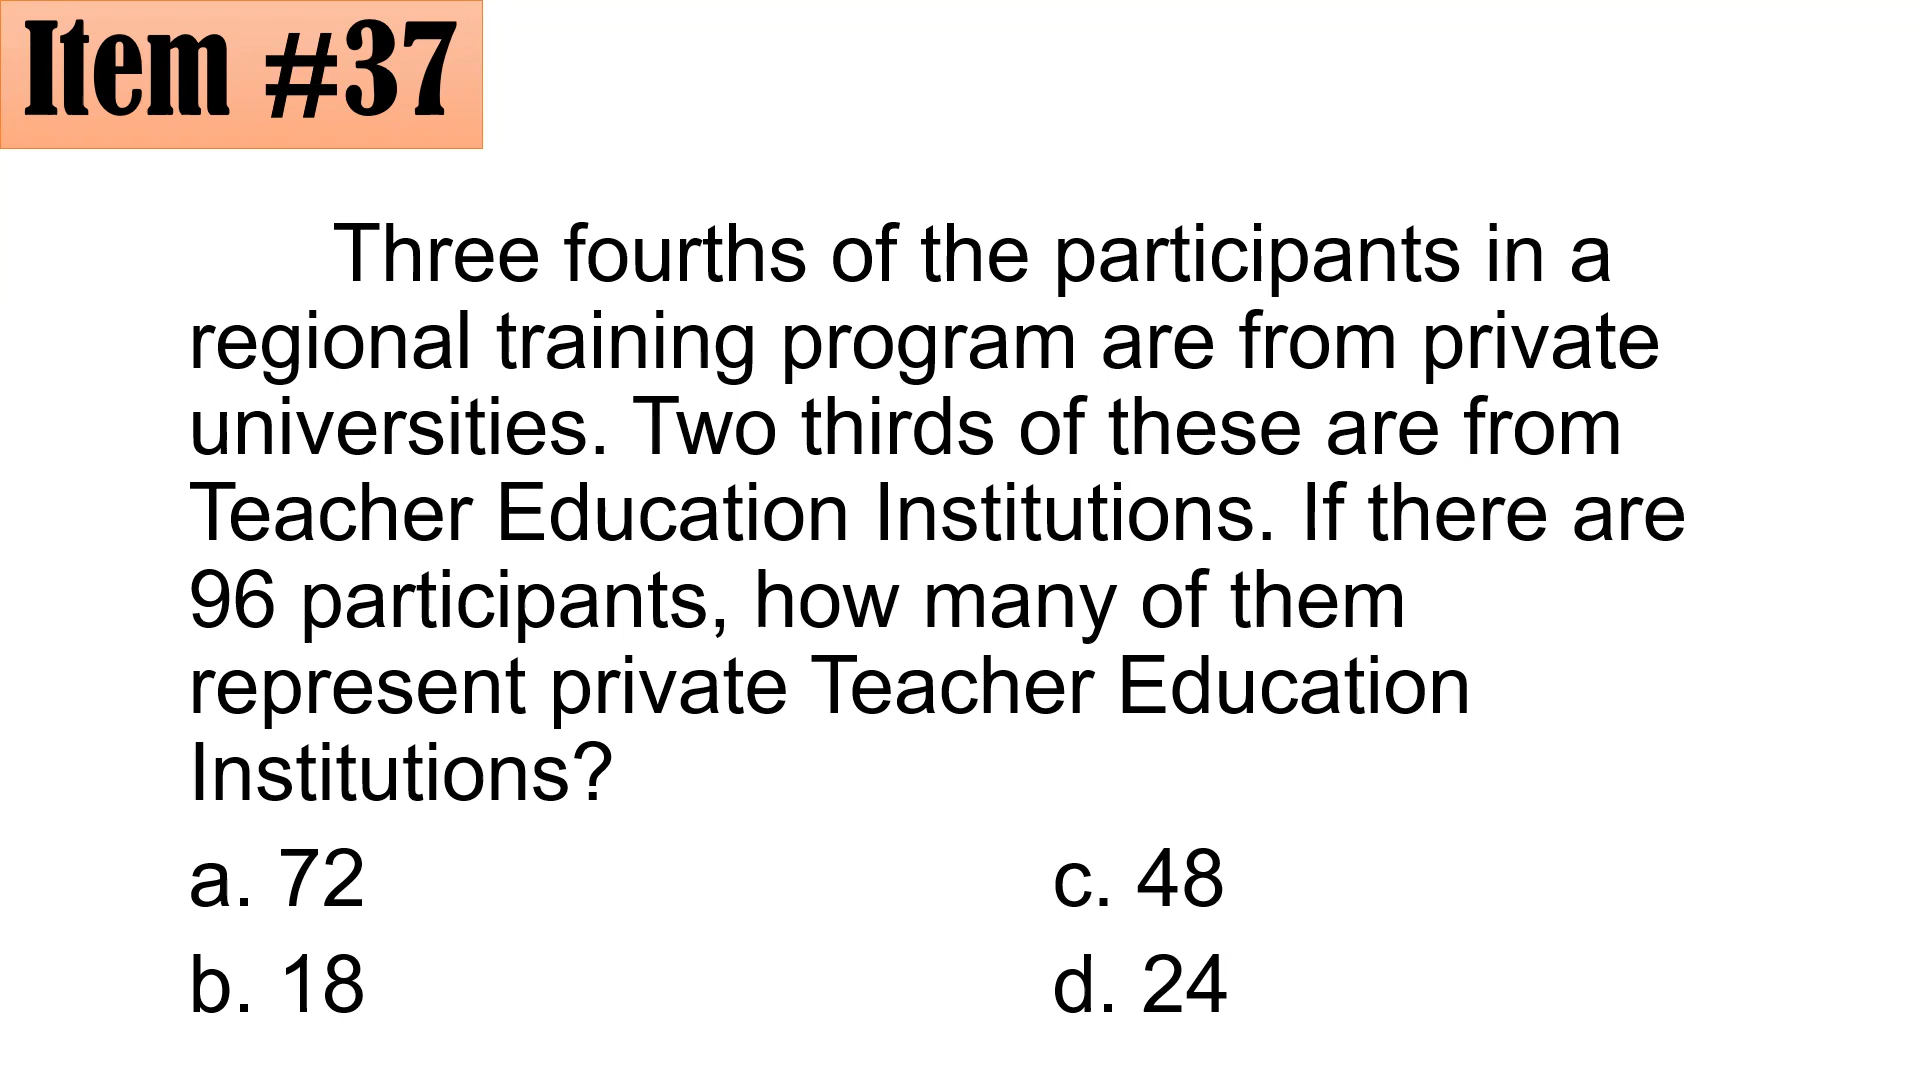 Item #37
Three fourths of the participants in a
regional training program are from private
universities. Two thirds of these are from
Teacher Education Institutions. If there are
96 participants, how many of them
represent private Teacher Education
Institutions?
a. 72 c. 48
b. 18 d. 24